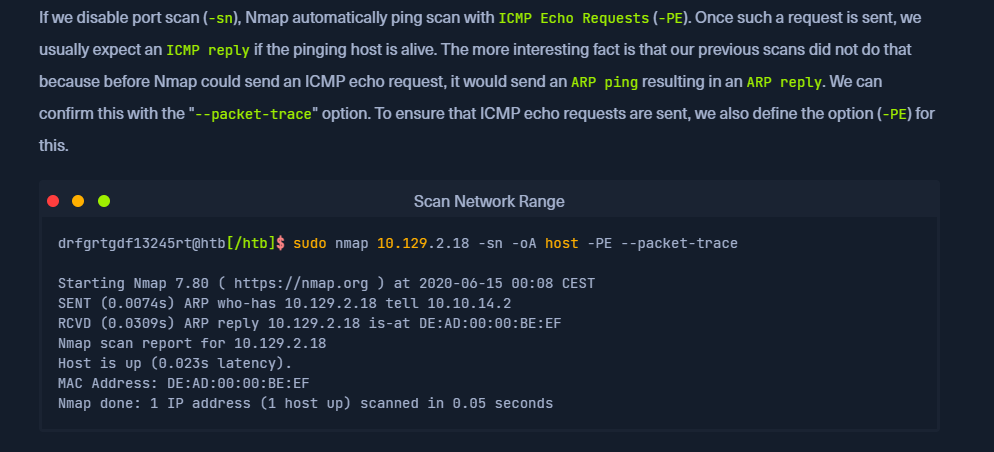 If we disable port scan (-sn), Nmap automatically ping scan with ICMP Echo Requests (-PE). Once such a request is sent, we
usually expect an ICMP reply if the pinging host is alive. The more interesting fact is that our previous scans did not do that
because before Nmap could send an ICMP echo request, it would send an ARP ping resulting in an ARP reply. We can
confirm this with the "--packet-trace" option. To ensure that ICMP echo requests are sent, we also define the option (-PE) for
this.
Scan Network Range
drfgrtgdf13245rt@htb[/htb]$ sudo nmap 10.129.2.18 -sn -oA host -PE --packet-trace
Starting Nmap 7.80 ( https://nmap.org ) at 2020-06-15 00:08 CEST
SENT (0.0074s) ARP who-has 10.129.2.18 tell 10.10.14.2
RCVD (0.0309s) ARP reply 10.129.2.18 is-at DE:AD:00:00:BE:EF
Nmap scan report for 10.129.2.18
Host is up (0.023s latency).
MAC Address: DE:AD:00:00:BE:EF
Nmap done: 1 IP address (1 host up) scanned in 0.05 seconds